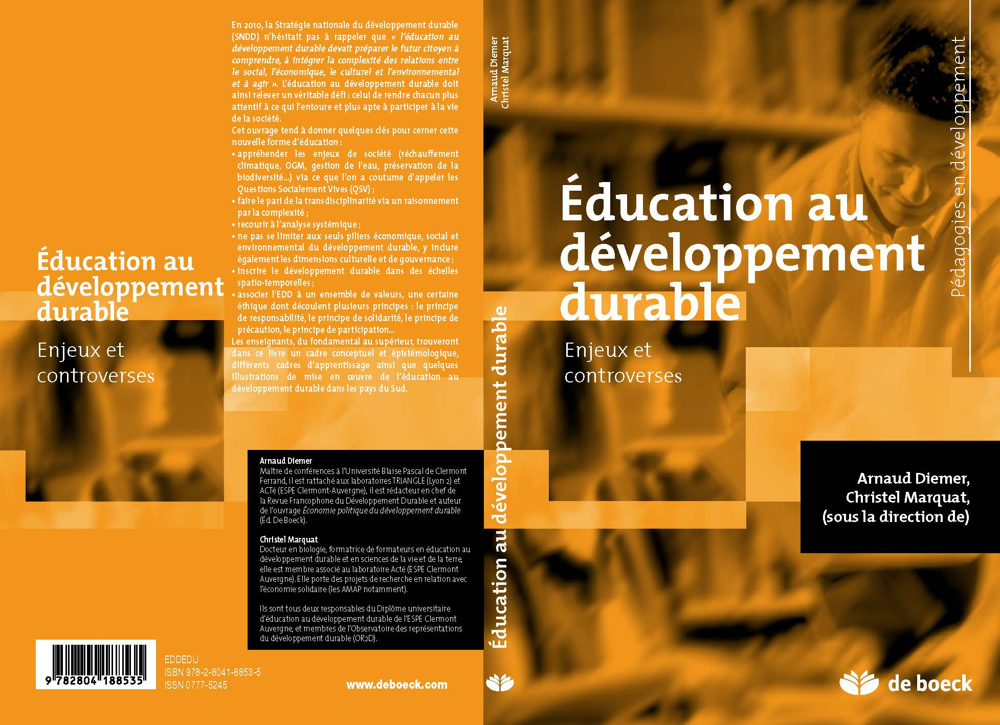 Éducation au
développement
durable
Enjeux et
controverses
En 2010, la Stratégie nationale du développement durable
(SNDD) n'hésitait pas à rappeler que « l'éducation au
développement durable devait préparer le futur citoyen à
comprendre, à intégrer la complexité des relations entre
le social, l'économique, le culturel et l'environnemental
et à agir ». L'éducation au développement durable doit
ainsi relever un véritable défi : celui de rendre chacun plus
attentif à ce qui l'entoure et plus apte à participer à la vie
de la société.
Cet ouvrage tend à donner quelques clés pour cerner cette
nouvelle forme d'éducation :
• appréhender les enjeux de société (réchauffement
climatique, OGM, gestion de l'eau, préservation de la
biodiversité...) via ce que l'on a coutume d'appeler les
Questions Socialement Vives (QSV) ;
• faire le pari de la transdisciplinarité via un raisonnement
par la complexité ;
• recourir à l'analyse systémique ;
• ne pas se limiter aux seuls piliers économique, social et
environnemental du développement durable, y inclure
également les dimensions culturelle et de gouvernance ;
• inscrire le développement durable dans des échelles
spatio-temporelles ;
• associer l'EDD à un ensemble de valeurs, une certaine
éthique dont découlent plusieurs principes : le principe
de responsabilité, le principe de solidarité, le principe de
précaution, le principe de participation...
Les enseignants, du fondamental au supérieur, trouveront
dans ce livre un cadre conceptuel et épistémologique,
différents cadres d'apprentissage ainsi que quelques
illustrations de mise en œuvre de l'éducation au
développement durable dans les pays du Sud.
Arnaud Diemer
Maître de conférences à l'Université Blaise Pascal de Clermont
Ferrand, il est rattaché aux laboratoires TRIANGLE (Lyon 2) et
ACTé (ESPE Clermont-Auvergne), il est rédacteur en chef de
la Revue Francophone du Développement Durable et auteur
de l'ouvrage Économie politique du développement durable
(Éd. De Boeck).
Christel Marquat
Docteur en biologie, formatrice de formateurs en éducation au
développement durable et en sciences de la vie et de la terre,
elle est membre associé au laboratoire Acté (ESPE Clermont
Auvergne). Elle porte des projets de recherche en relation avec
l'économie solidaire (les AMAP notamment).
Ils sont tous deux responsables du Diplôme universitaire
d'éducation au développement durable de l'ESPE Clermont
Auvergne, et membres de l'Observatoire des représentations
du développement durable (OR2D).
9 782804 188535
EDDEDU
ISBN 978-2-8041-8853-5
ISSN 0777-5245
www.deboeck.com
Arnaud Diemer
Christel Marquat
Éducation au développement durable
Pédagogies en développement
Éducation au
développement
durable
Enjeux et
controverses
Arnaud Diemer,
Christel Marquat,
(sous la direction de)
de boeck